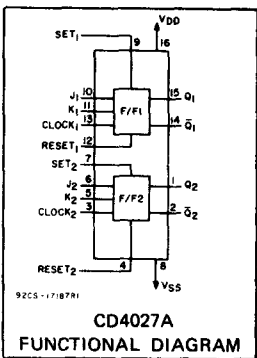 SET₁
VDD
9
16
J₁ 10
15 Q₁
K₁ 11
F/F1
CLOCK₁ 13
14 Q̅₁
RESET₁ 12
SET₂ 7
J₂ 6
1 Q₂
K₂ 5
F/F2
CLOCK₂ 3
2 Q̅₂
RESET₂ 4
8
VSS
92CS-17187R1
CD4027A
FUNCTIONAL DIAGRAM